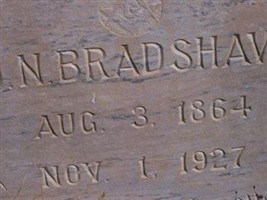 N. BRADSHAW
AUG. 3. 1864
NOV. 1. 1927